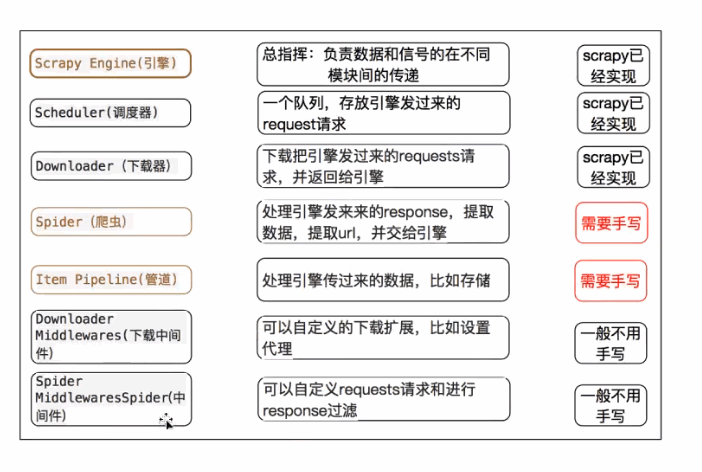 Scrapy Engine(引擎)
总指挥：负责数据和信号的在不同
模块间的传递
scrapy已
经实现
Scheduler(调度器)
一个队列，存放引擎发过来的
request请求
scrapy已
经实现
Downloader（下载器）
下载把引擎发过来的requests请
求，并返回给引擎
scrapy已
经实现
Spider（爬虫）
处理引擎发来来的response，提取
数据，提取url，并交给引擎
需要手写
Item Pipeline(管道)
处理引擎传过来的数据，比如存储
需要手写
Downloader
Middlewares(下载中间
件)
可以自定义的下载扩展，比如设置
代理
一般不用
手写
Spider
MiddlewaresSpider(中
间件)
可以自定义requests请求和进行
response过滤
一般不用
手写